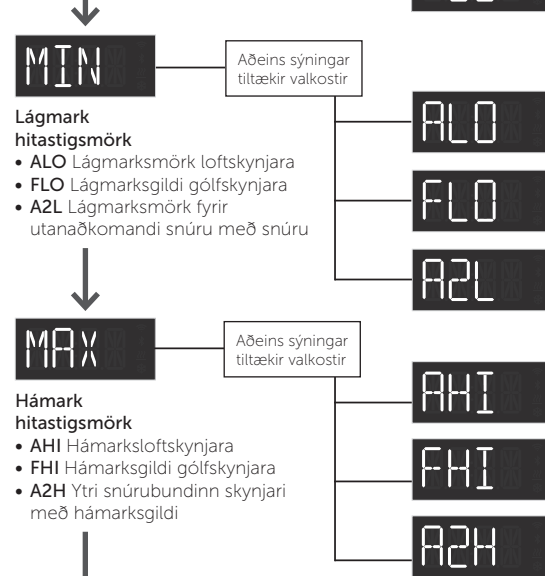 MIN
Aðeins sýningar
tiltækir valkostir
Lágmark
hitastigsmörk
• ALO Lágmarksmörk loftskynjara
• FLO Lágmarksgildi gólfskynjara
• A2L Lágmarksmörk fyrir
utanaðkomandi snúru með snúru
ALO
FLO
A2L
MAX
Aðeins sýningar
tiltækir valkostir
Hámark
hitastigsmörk
• AHI Hámarksloftskynjara
• FHI Hámarksgildi gólfskynjara
• A2H Ytri snúrubundinn skynjari
með hámarksgildi
AHI
FHI
A2H